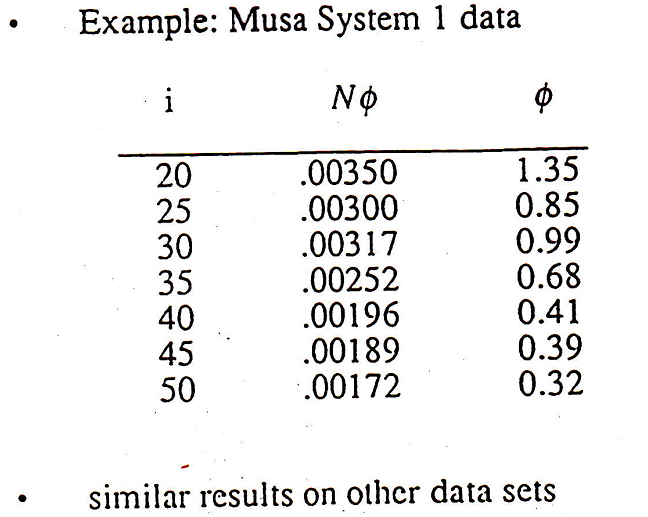 • Example: Musa System 1 data
i Nϕ ϕ
20 .00350 1.35
25 .00300 0.85
30 .00317 0.99
35 .00252 0.68
40 .00196 0.41
45 .00189 0.39
50 .00172 0.32
• similar results on other data sets